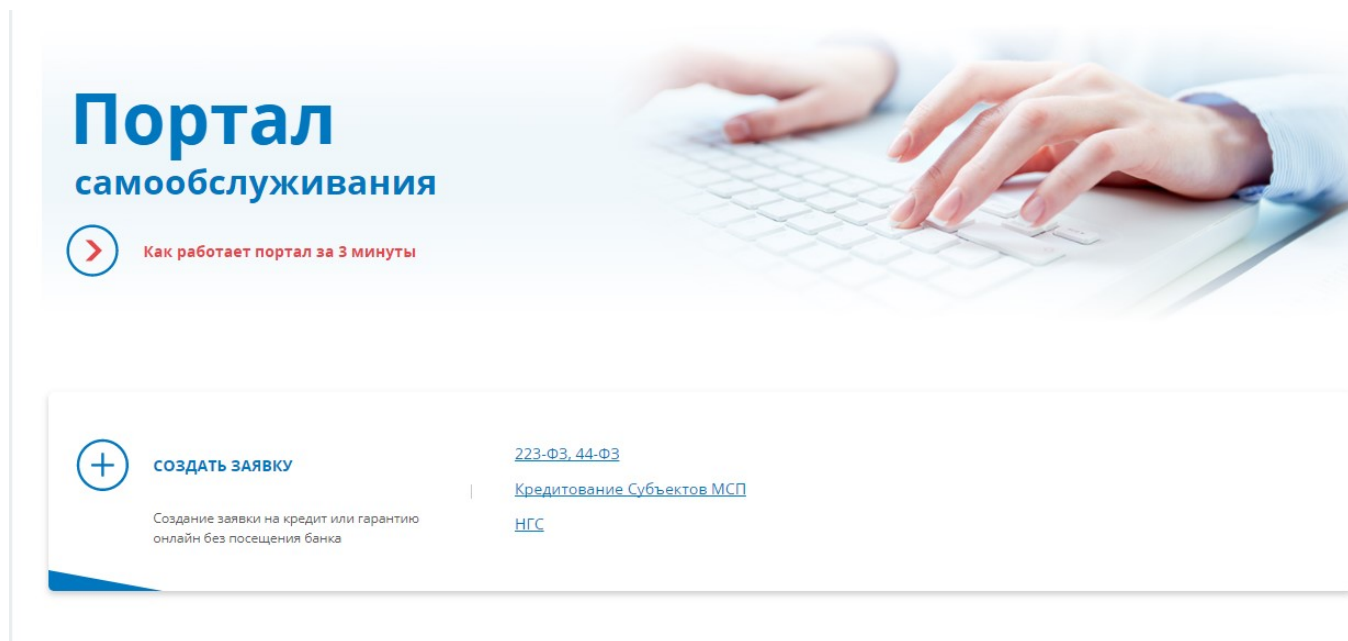 Портал
самообслуживания
Как работает портал за 3 минуты
СОЗДАТЬ ЗАЯВКУ
Создание заявки на кредит или гарантию
онлайн без посещения банка
223-ФЗ, 44-ФЗ
Кредитование Субъектов МСП
НГС